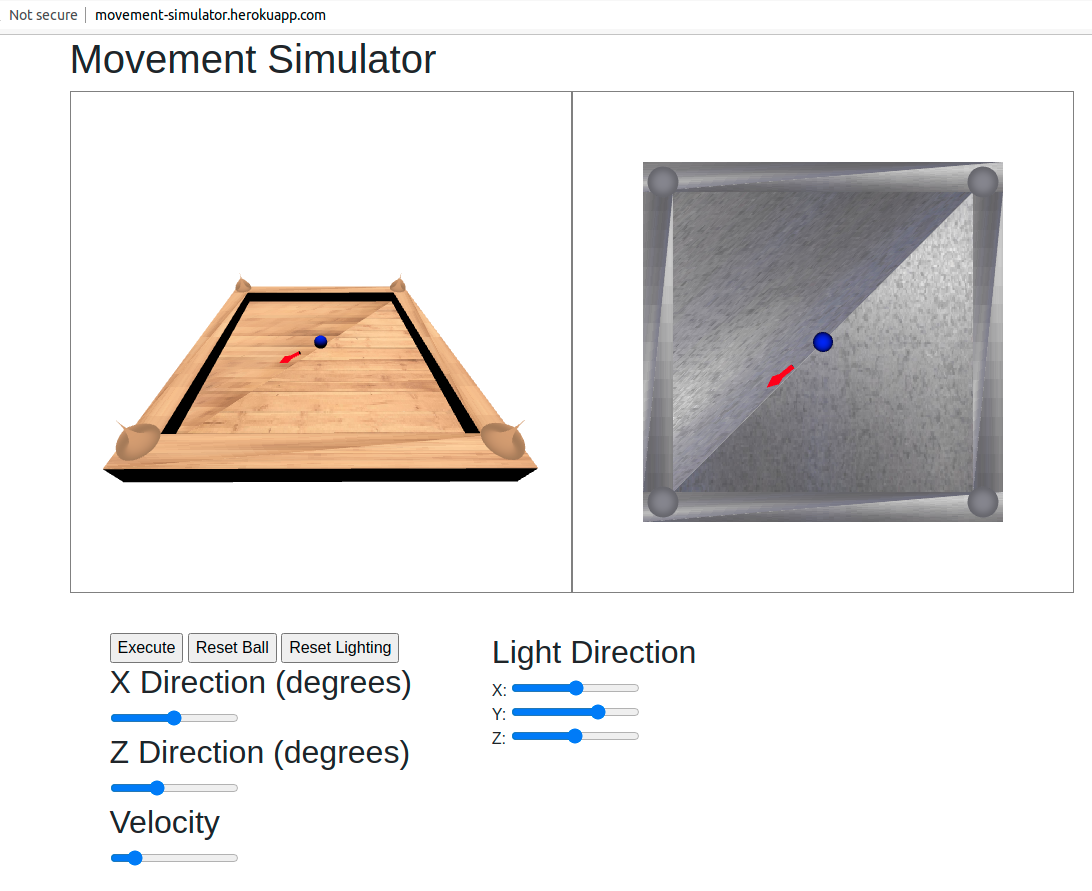 Not secure movement-simulator.herokuapp.com
Movement Simulator
Execute Reset Ball Reset Lighting
X Direction (degrees)
Z Direction (degrees)
Velocity
Light Direction
X:
Y:
Z: